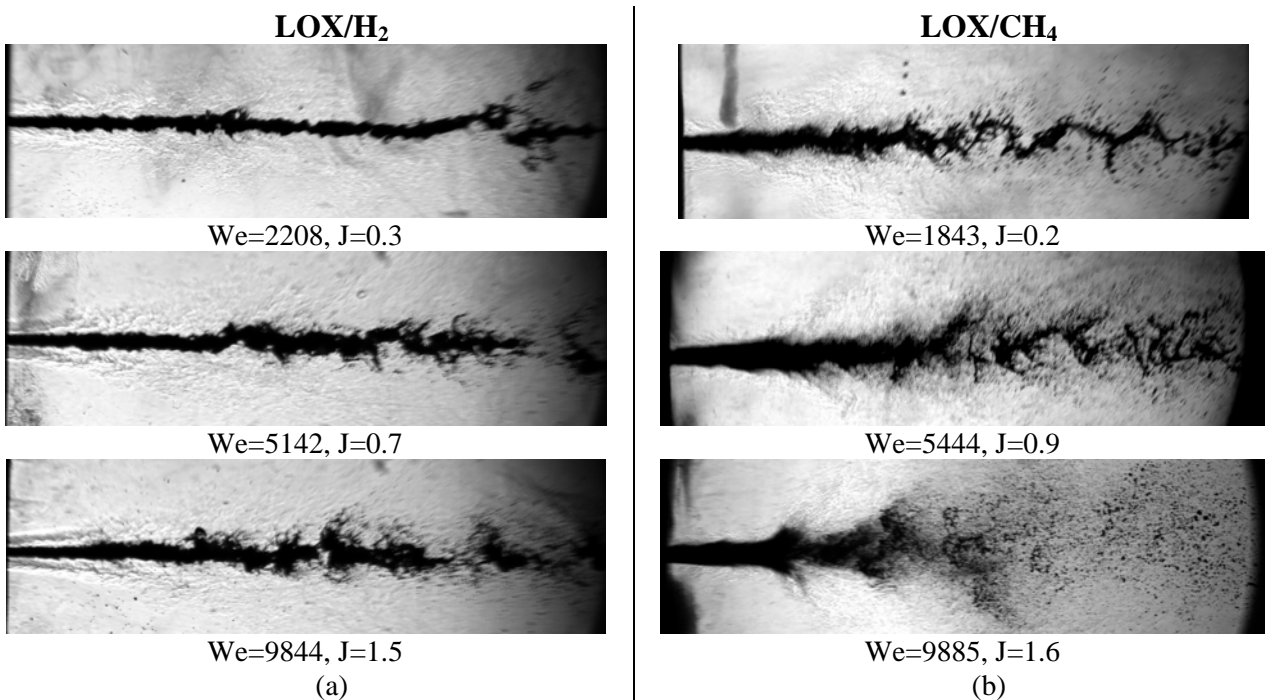 LOX/H₂
We=2208, J=0.3
We=5142, J=0.7
We=9844, J=1.5
(a)
LOX/CH₄
We=1843, J=0.2
We=5444, J=0.9
We=9885, J=1.6
(b)